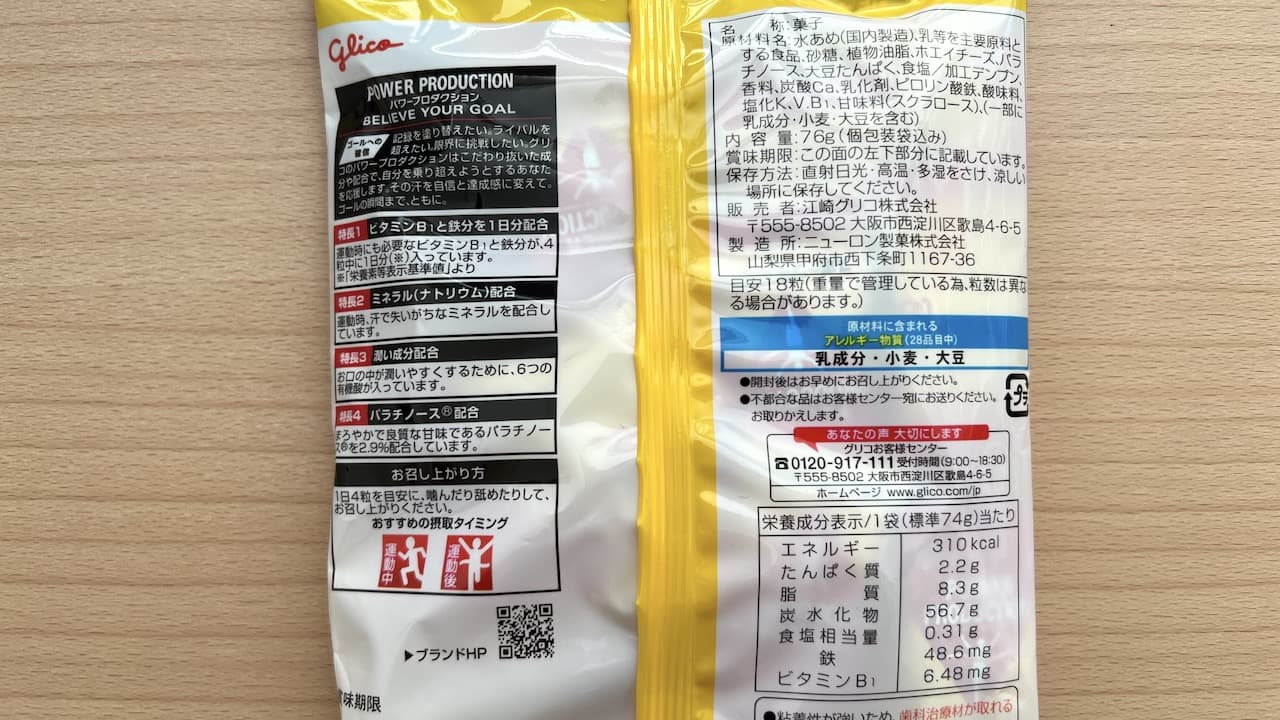 Glico
POWER PRODUCTION
パワープロダクション
BELIEVE YOUR GOAL
ゴールへの
覚悟
記録を塗り替えたい。ライバルを
超えたい。限界に挑戦したい。グリ
コのパワープロダクションはこだわり抜いた成
分や配合で、自分を乗り超えようとするあなた
を応援します。その汗を自信と達成感に変えて。
ゴールの瞬間まで、ともに。
特長1 ビタミンB₁と鉄分を1日分配合
運動時にも必要なビタミンB₁と鉄分が、4
粒中に1日分(※)入っています。
※「栄養素等表示基準値」より
特長2 ミネラル(ナトリウム)配合
運動時、汗で失いがちなミネラルを配合し
ています。
特長3 潤い成分配合
お口の中が潤いやすくするために、6つの
有機酸が入っています。
特長4 パラチノース®配合
まろやかで良質な甘味であるパラチノー
ス®を2.9%配合しています。
お召し上がり方
1日4粒を目安に、噛んだり舐めたりして、
お召し上がりください。
おすすめの摂取タイミング
運動中
運動後
▶ブランドHP
賞味期限
名 称:菓子
原材料名:水あめ(国内製造)、乳等を主要原料と
する食品、砂糖、植物油脂、ホエイチーズ、パラ
チノース、大豆たんぱく、食塩/加工デンプン、
香料、炭酸Ca、乳化剤、ピロリン酸鉄、酸味料、
塩化K、V.B₁、甘味料(スクラロース)、(一部に
乳成分・小麦・大豆を含む)
内 容 量:76g(個包装袋込み)
賞味期限:この面の左下部分に記載しています。
保存方法:直射日光・高温・多湿をさけ、涼しい
場所に保存してください。
販 売 者:江崎グリコ株式会社
〒555-8502 大阪市西淀川区歌島4-6-5
製 造 所:ニューロン製菓株式会社
山梨県甲府市西下条町1167-36
目安18粒(重量で管理している為、粒数は異な
る場合があります。)
原材料に含まれる
アレルギー物質(28品目中)
乳成分・小麦・大豆
●開封後はお早めにお召し上がりください。
●不都合な品はお客様センター宛にお送りください。
お取りかえします。
プラ
あなたの声 大切にします
グリコお客様センター
☎0120-917-111 受付時間(9:00~18:30)
〒555-8502 大阪市西淀川区歌島4-6-5
ホームページ www.glico.com/jp
栄養成分表示/1袋(標準74g)当たり
エネルギー 310kcal
たんぱく質 2.2g
脂 質 8.3g
炭水化物 56.7g
食塩相当量 0.31g
鉄 48.6mg
ビタミンB₁ 6.48mg
●粘着性が強いため、歯科治療材が取れる